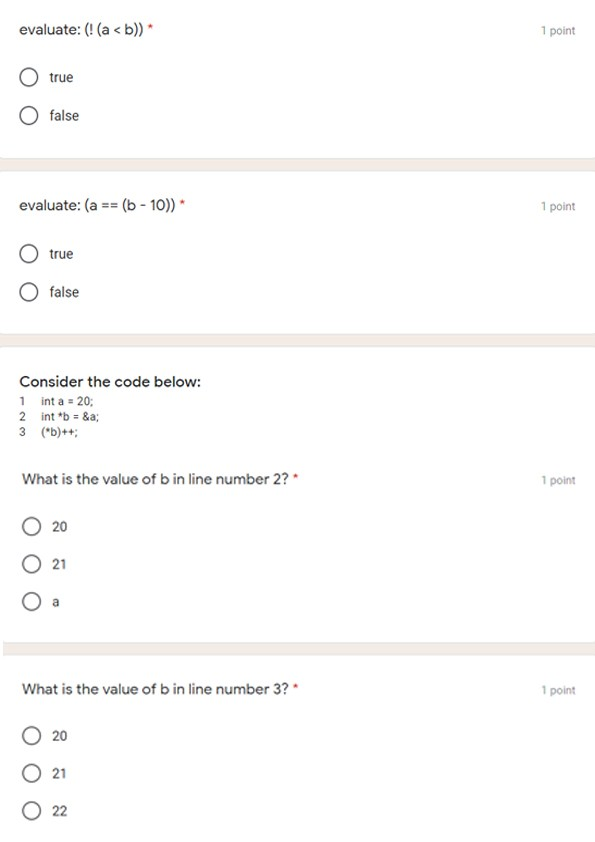 evaluate: (! (a < b)) * 1 point
true
false
evaluate: (a == (b - 10)) * 1 point
true
false
Consider the code below:
1 int a = 20;
2 int *b = &a;
3 (*b)++;
What is the value of b in line number 2? * 1 point
20
21
a
What is the value of b in line number 3? * 1 point
20
21
22